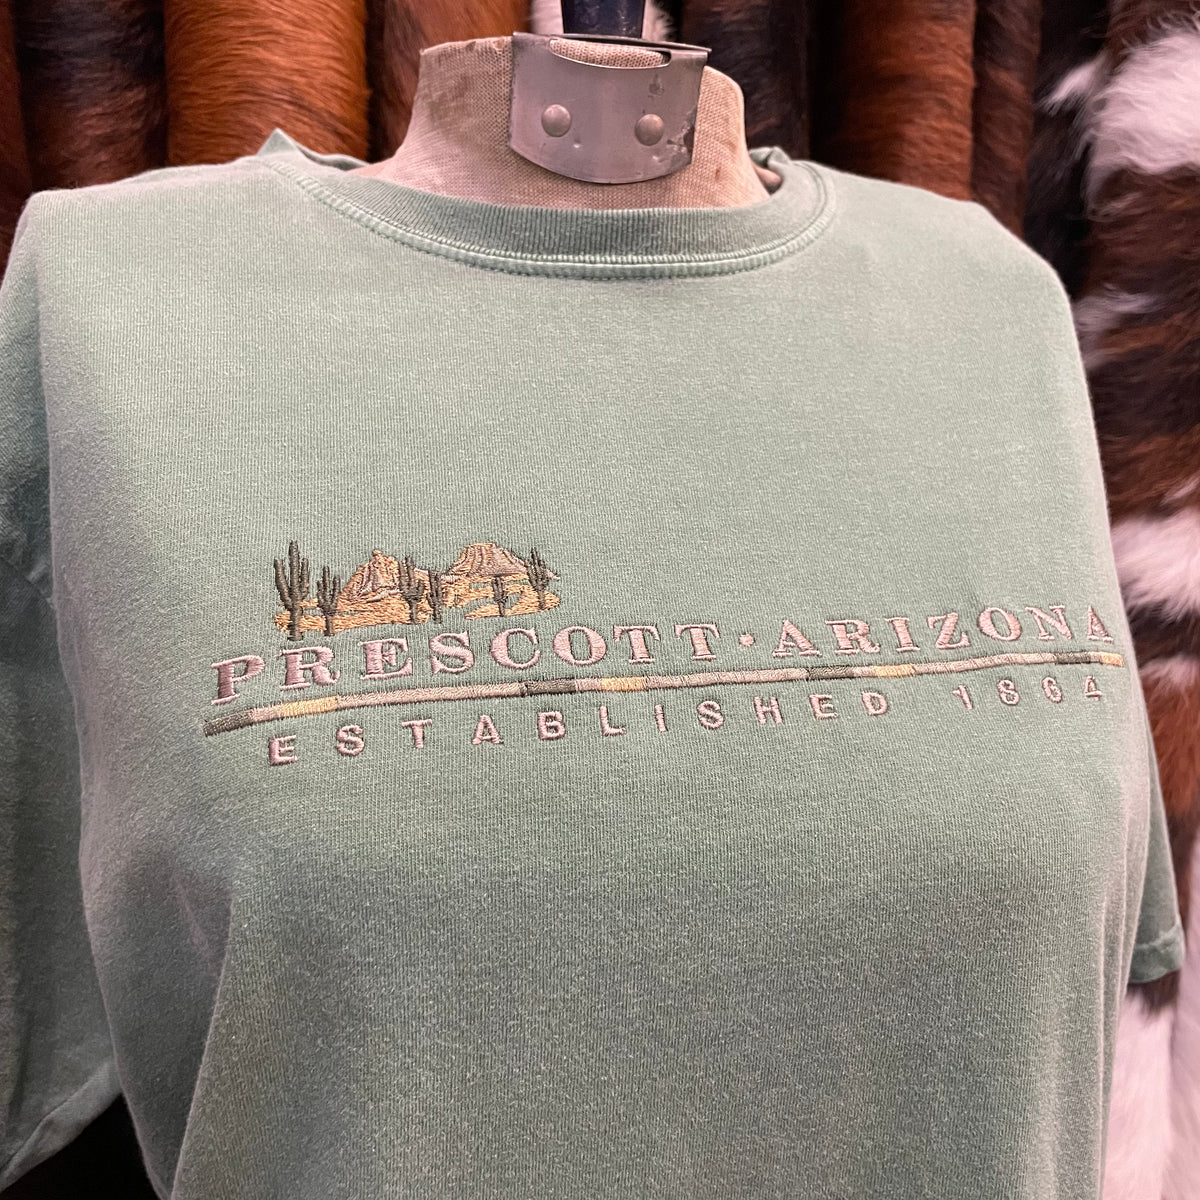 PRESCOTT • ARIZONA
ESTABLISHED 1864